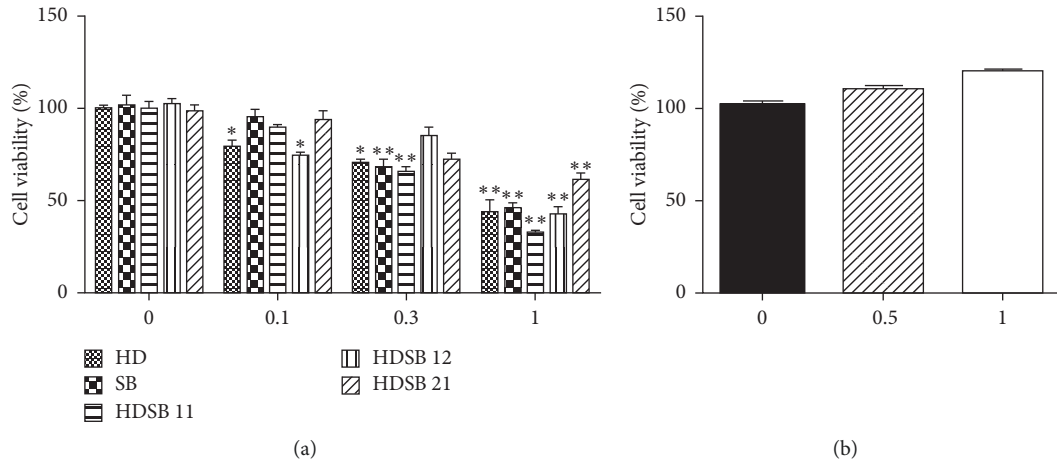 150
100
50
0
Cell viability (%)
* *
* ** **
** ** ** ** **
0 0.1 0.3 1
HD
SB
HDSB 11
HDSB 12
HDSB 21
(a)
150
100
50
0
Cell viability (%)
0 0.5 1
(b)